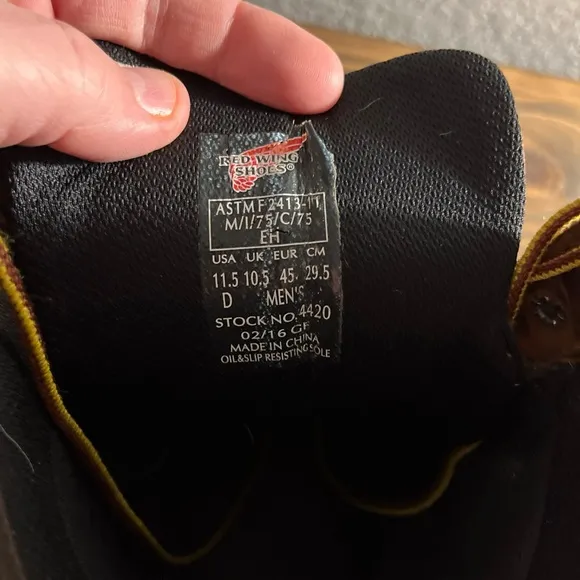 RED WING
SHOES®
ASTM F2413-11
M/I/75/C/75
EH
USA UK EUR CM
11.5 10.5 45. 29.5
D MEN'S
STOCK NO. 4420
02/16 GF
MADE IN CHINA
OIL&SLIP RESISTING SOLE